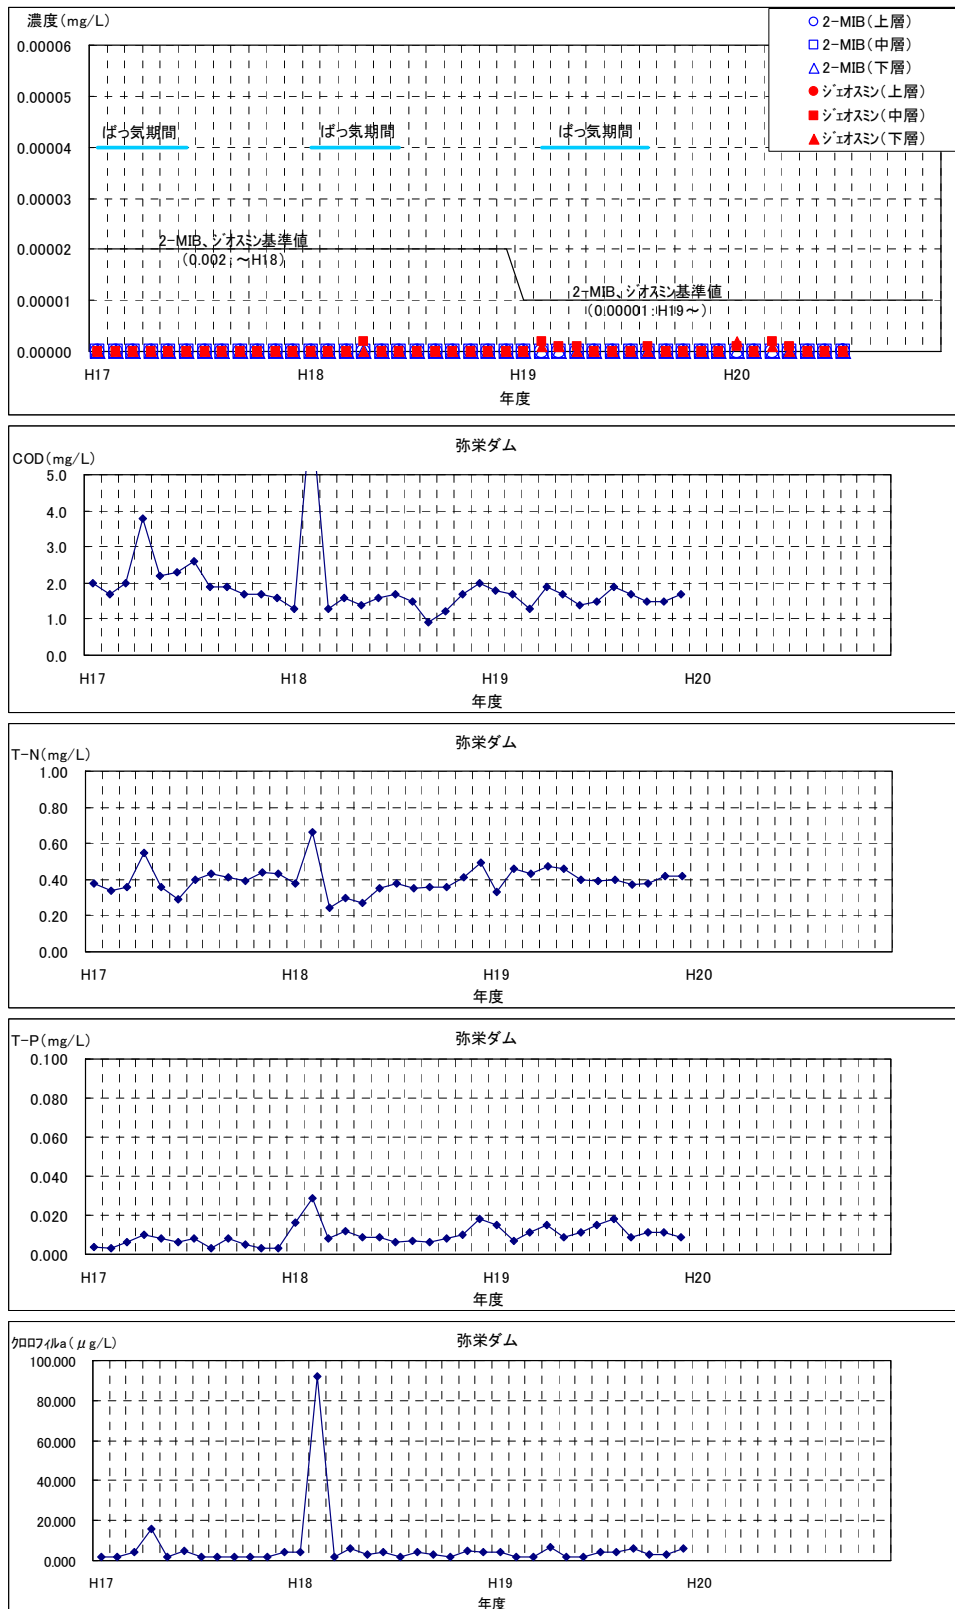 濃度(mg/L)
2-MIB(上層)
2-MIB(中層)
2-MIB(下層)
ジェオスミン(上層)
ジェオスミン(中層)
ジェオスミン(下層)
0.00006
0.00005
0.00004
0.00003
0.00002
0.00001
0.00000
ばっ気期間
ばっ気期間
ばっ気期間
2-MIB、ジオスミン基準値
(0.002:~H18)
2-MIB、ジオスミン基準値
(0.00001:H19~)
H17
H18
H19
H20
年度
弥栄ダム
COD(mg/L)
5.0
4.0
3.0
2.0
1.0
0.0
H17
H18
H19
H20
年度
弥栄ダム
T-N(mg/L)
1.00
0.80
0.60
0.40
0.20
0.00
H17
H18
H19
H20
年度
弥栄ダム
T-P(mg/L)
0.100
0.080
0.060
0.040
0.020
0.000
H17
H18
H19
H20
年度
弥栄ダム
クロロフィルa(μg/L)
100.000
80.000
60.000
40.000
20.000
0.000
H17
H18
H19
H20
年度